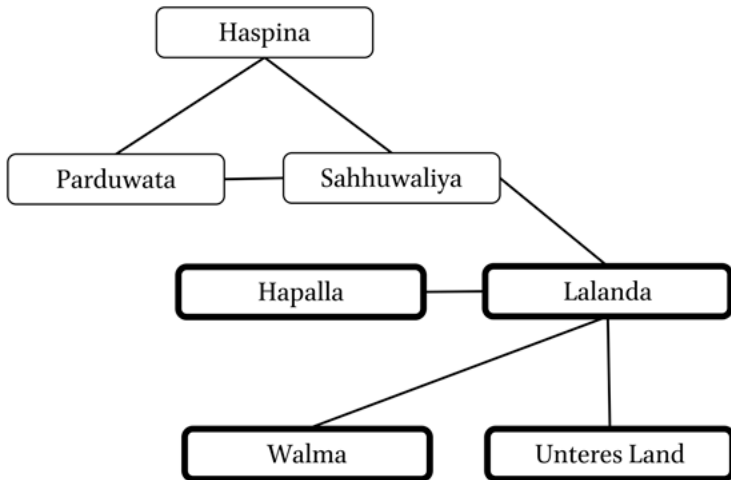 Haspina
Parduwata
Sahhuwaliya
Hapalla
Lalanda
Walma
Unteres Land